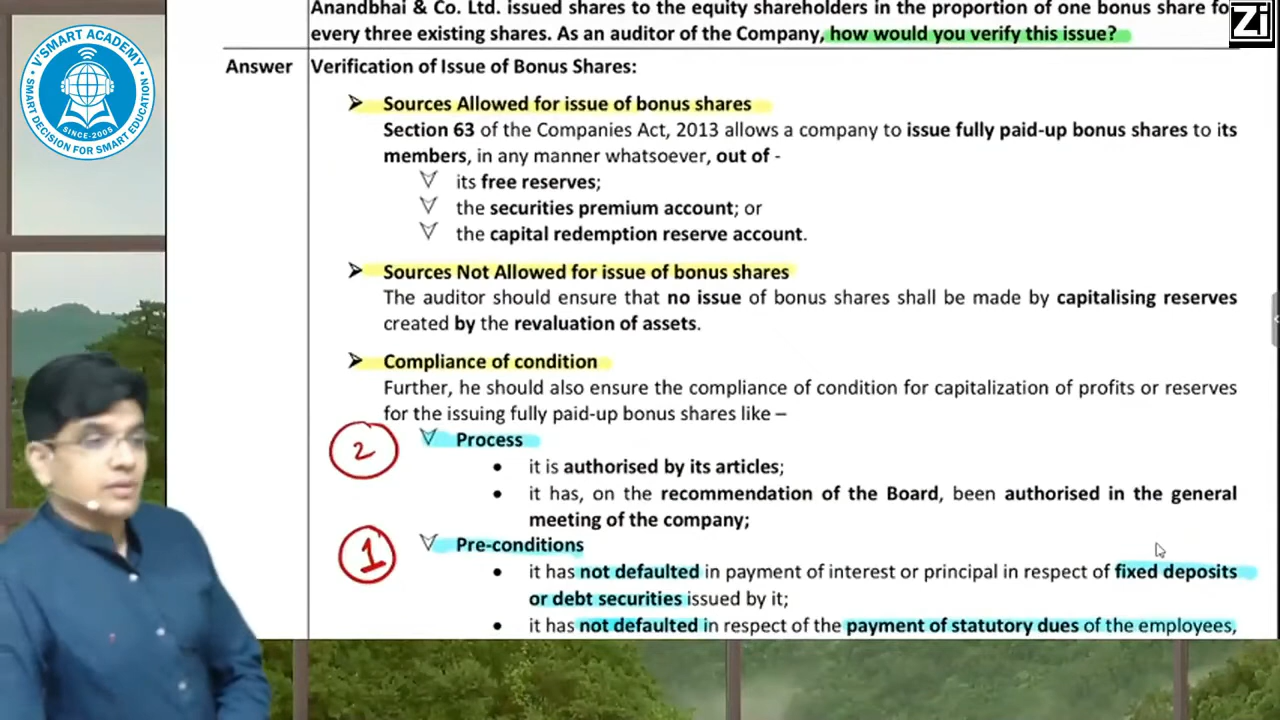 Anandbhai & Co. Ltd. issued shares to the equity shareholders in the proportion of one bonus share fo
every three existing shares. As an auditor of the Company, how would you verify this issue?
Zi
V'SMART ACADEMY
SMART DECISION FOR SMART EDUCATION
SINCE-2005
Answer
Verification of Issue of Bonus Shares:
➢ Sources Allowed for issue of bonus shares
Section 63 of the Companies Act, 2013 allows a company to issue fully paid-up bonus shares to its
members, in any manner whatsoever, out of -
its free reserves;
the securities premium account; or
the capital redemption reserve account.
➢ Sources Not Allowed for issue of bonus shares
The auditor should ensure that no issue of bonus shares shall be made by capitalising reserves
created by the revaluation of assets.
➢ Compliance of condition
Further, he should also ensure the compliance of condition for capitalization of profits or reserves
for the issuing fully paid-up bonus shares like –
2 Process
• it is authorised by its articles;
• it has, on the recommendation of the Board, been authorised in the general
meeting of the company;
1 Pre-conditions
• it has not defaulted in payment of interest or principal in respect of fixed deposits
or debt securities issued by it;
• it has not defaulted in respect of the payment of statutory dues of the employees,